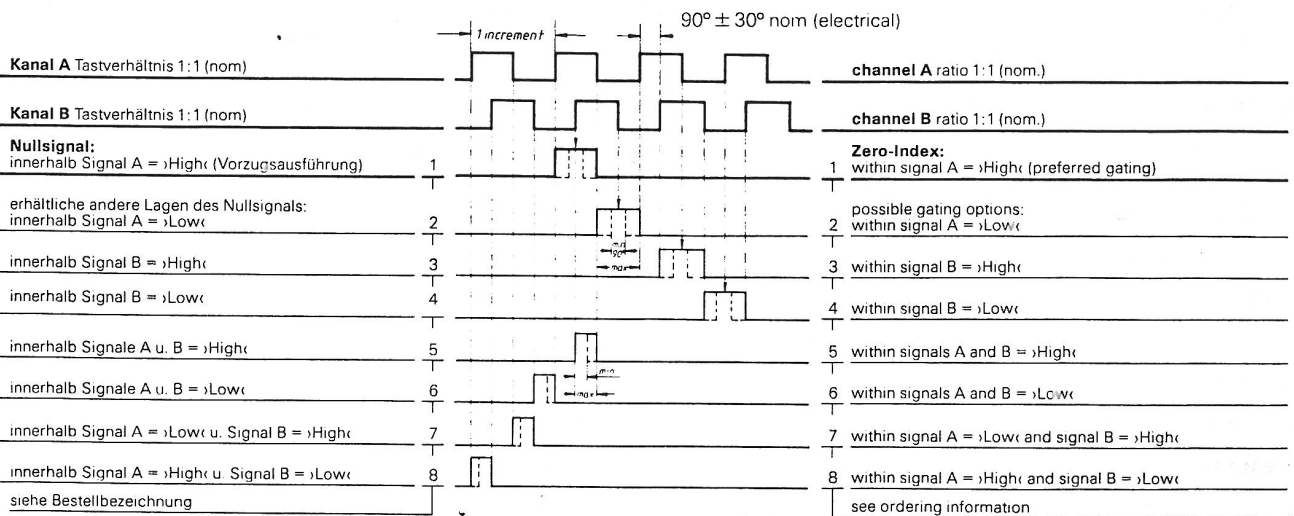 90° ± 30° nom (electrical)
1 increment
Kanal A Tastverhältnis 1:1 (nom)
channel A ratio 1:1 (nom.)
Kanal B Tastverhältnis 1:1 (nom)
channel B ratio 1:1 (nom.)
Nullsignal:
innerhalb Signal A = ›High‹ (Vorzugsausführung) 1
Zero-Index:
1 within signal A = ›High‹ (preferred gating)
erhältliche andere Lagen des Nullsignals:
innerhalb Signal A = ›Low‹ 2
possible gating options:
2 within signal A = ›Low‹
min
90°
max
innerhalb Signal B = ›High‹ 3
3 within signal B = ›High‹
innerhalb Signal B = ›Low‹ 4
4 within signal B = ›Low‹
innerhalb Signale A u. B = ›High‹ 5
5 within signals A and B = ›High‹
min
max
innerhalb Signale A u. B = ›Low‹ 6
6 within signals A and B = ›Low‹
innerhalb Signal A = ›Low‹ u. Signal B = ›High‹ 7
7 within signal A = ›Low‹ and signal B = ›High‹
innerhalb Signal A = ›High‹ u. Signal B = ›Low‹ 8
8 within signal A = ›High‹ and signal B = ›Low‹
siehe Bestellbezeichnung
see ordering information